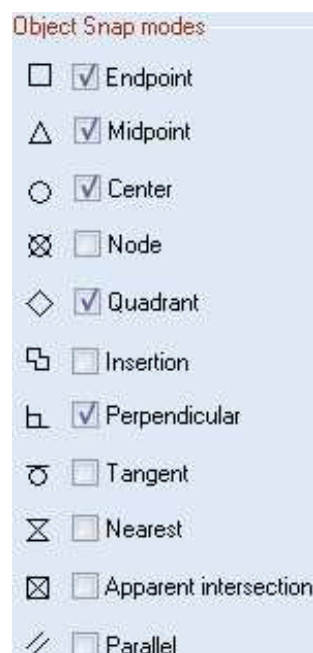 Object Snap modes
Endpoint
Midpoint
Center
Node
Quadrant
Insertion
Perpendicular
Tangent
Nearest
Apparent intersection
Parallel